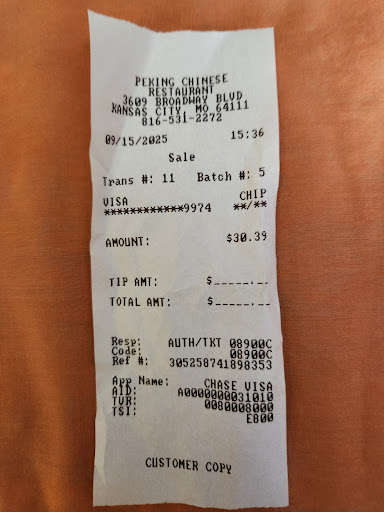 PEKING CHINESE
RESTAURANT
3609 BROADWAY BLVD
KANSAS CITY, MO 64111
816-531-2272
09/15/2025 15:36
Sale
Trans #: 11 Batch #: 5
VISA CHIP
************9974 **/**
AMOUNT: $30.39
TIP AMT: $_____.__
TOTAL AMT: $_____.__
Resp: AUTH/TKT 08900C
Code: 08900C
Ref #: 305258741898353
App Name: CHASE VISA
AID: A0000000031010
TVR: 0080008000
TSI: E800
CUSTOMER COPY